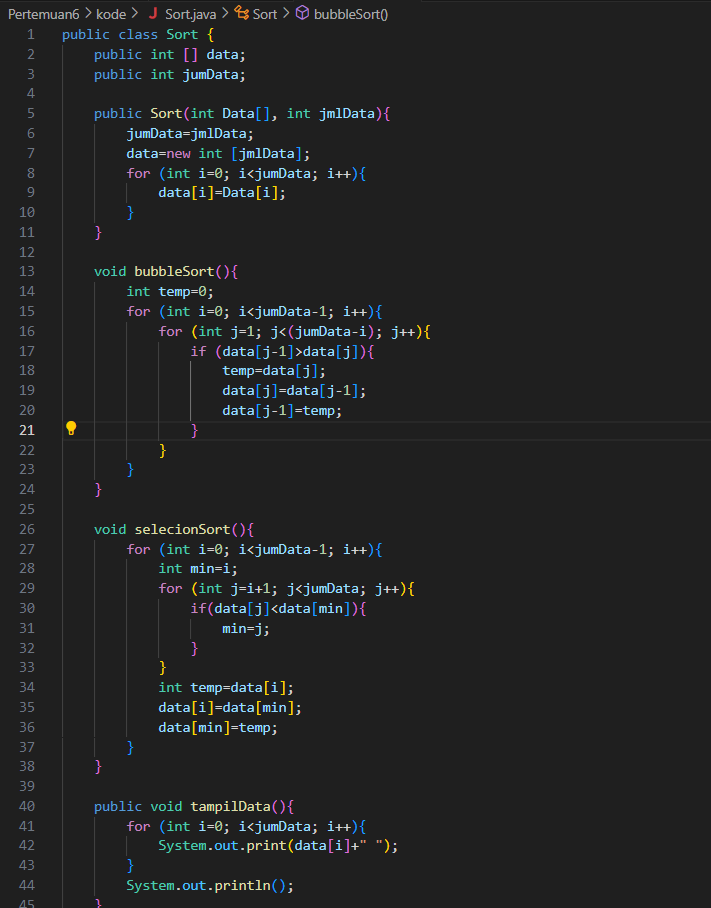 Pertemuan6 > kode > J Sort.java > Sort > bubbleSort()
1 public class Sort {
2     public int [] data;
3     public int jumData;
4
5     public Sort(int Data[], int jmlData){
6         jumData=jmlData;
7         data=new int [jmlData];
8         for (int i=0; i<jumData; i++){
9             data[i]=Data[i];
10         }
11     }
12
13     void bubbleSort(){
14         int temp=0;
15         for (int i=0; i<jumData-1; i++){
16             for (int j=1; j<(jumData-i); j++){
17                 if (data[j-1]>data[j]){
18                     temp=data[j];
19                     data[j]=data[j-1];
20                     data[j-1]=temp;
21                 }
22             }
23         }
24     }
25
26     void selecionSort(){
27         for (int i=0; i<jumData-1; i++){
28             int min=i;
29             for (int j=i+1; j<jumData; j++){
30                 if(data[j]<data[min]){
31                     min=j;
32                 }
33             }
34             int temp=data[i];
35             data[i]=data[min];
36             data[min]=temp;
37         }
38     }
39
40     public void tampilData(){
41         for (int i=0; i<jumData; i++){
42             System.out.print(data[i]+" ");
43         }
44         System.out.println();
45     }